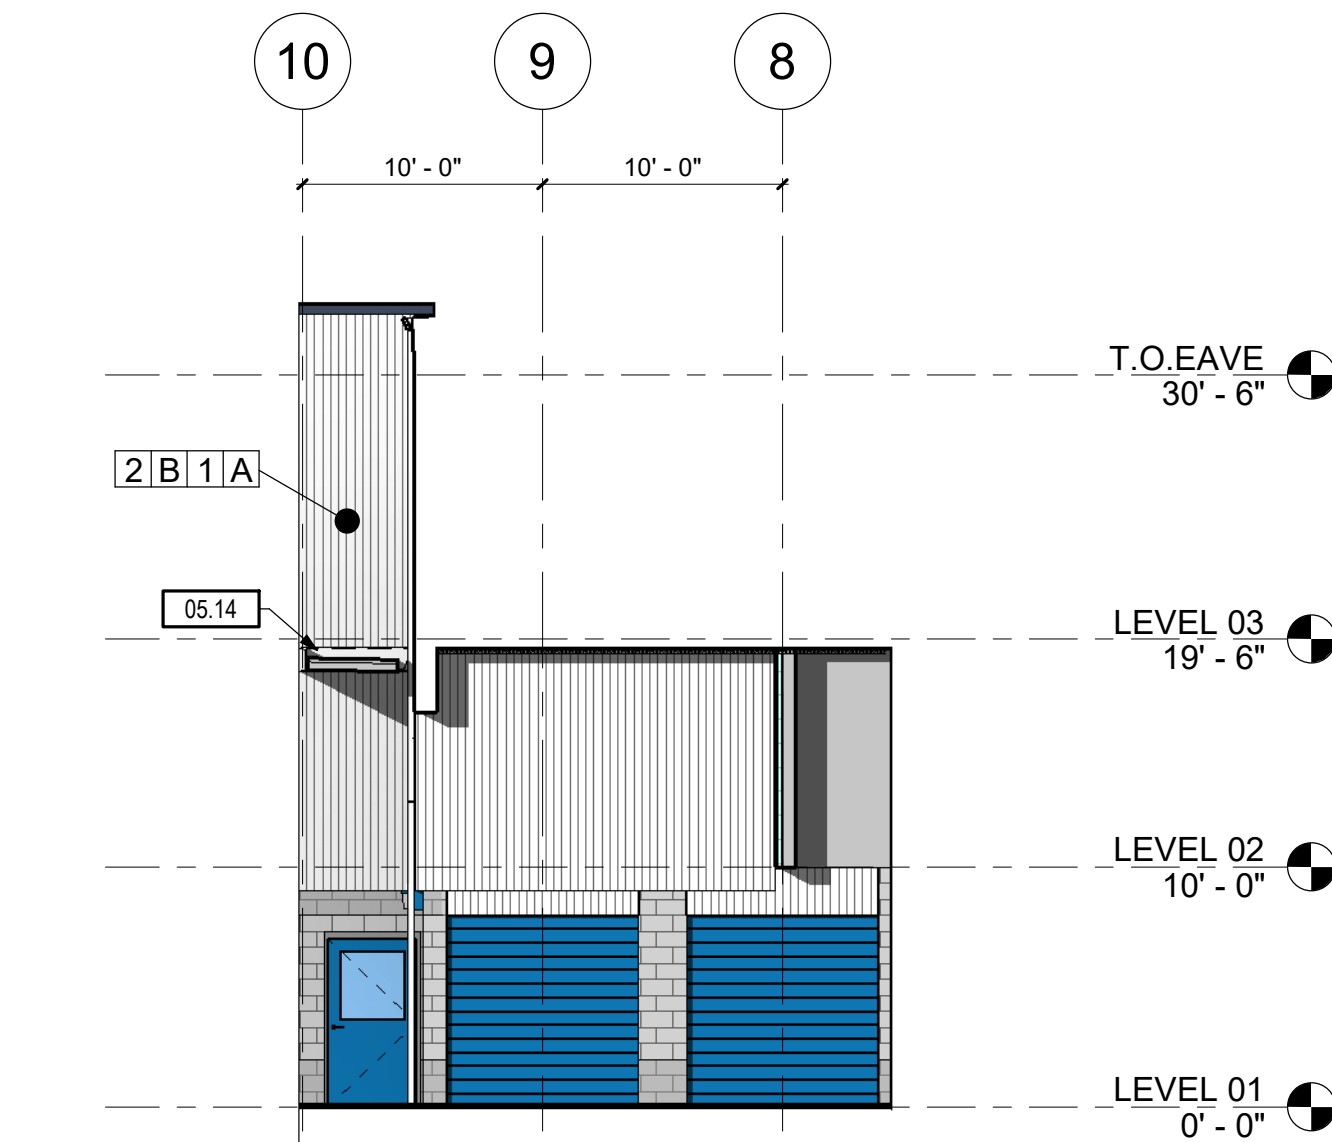 10 9 8
10' - 0" 10' - 0"
T.O.EAVE
30' - 6"
2 B 1 A
05.14
LEVEL 03
19' - 6"
LEVEL 02
10' - 0"
LEVEL 01
0' - 0"